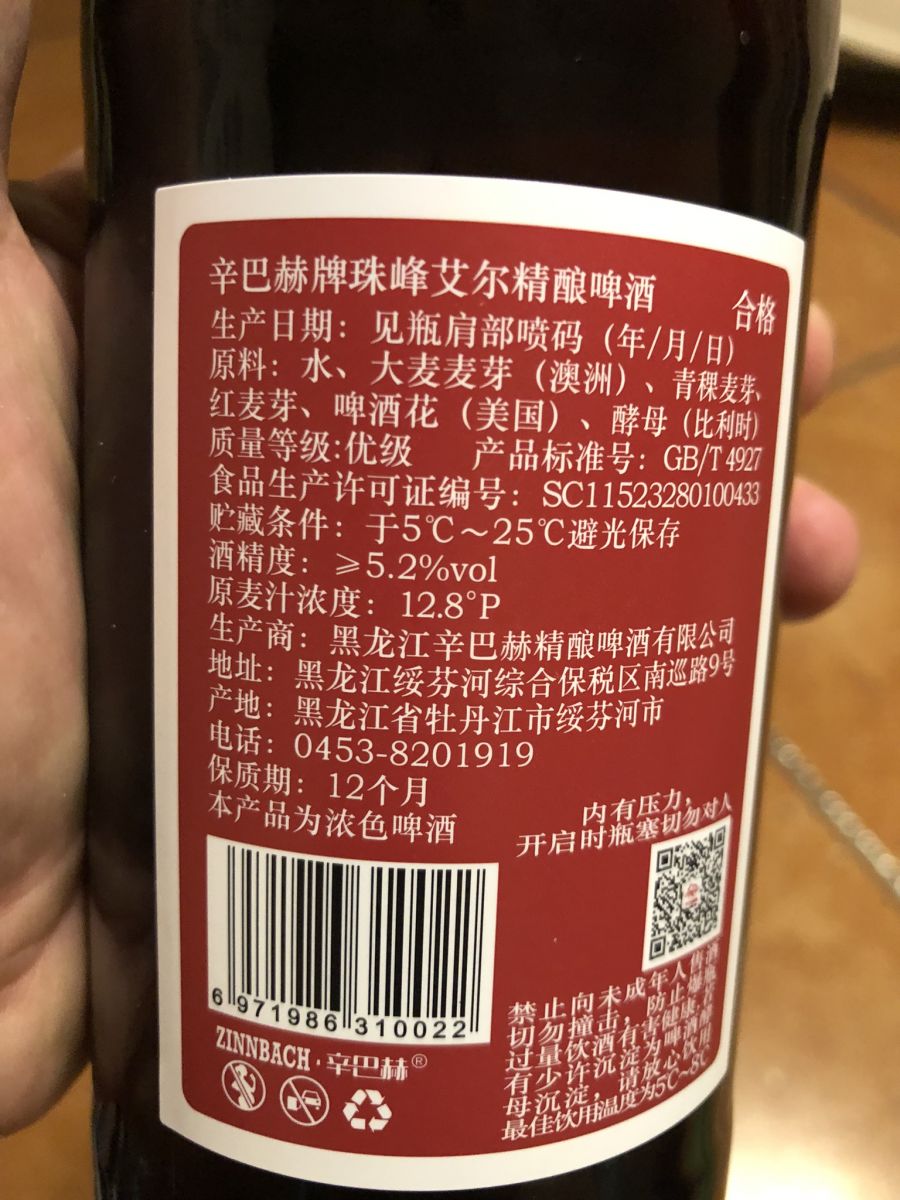 辛巴赫牌珠峰艾尔精酿啤酒
合格
生产日期：见瓶肩部喷码（年/月/日）
原料：水、大麦麦芽（澳洲）、青稞麦芽、
红麦芽、啤酒花（美国）、酵母（比利时）
质量等级:优级 产品标准号：GB/T 4927
食品生产许可证编号：SC11523280100433
贮藏条件：于5℃～25℃避光保存
酒精度：≥5.2%vol
原麦汁浓度：12.8°P
生产商：黑龙江辛巴赫精酿啤酒有限公司
地址：黑龙江绥芬河综合保税区南巡路9号
产地：黑龙江省牡丹江市绥芬河市
电话：0453-8201919
保质期：12个月
本产品为浓色啤酒
内有压力，
开启时瓶塞切勿对人
6 971986 310022
ZINNBACH·辛巴赫®
禁止向未成年人售酒
切勿撞击，防止爆瓶
过量饮酒有害健康，若
有少许沉淀为啤酒酵
母沉淀，请放心饮用
最佳饮用温度为5℃~8℃